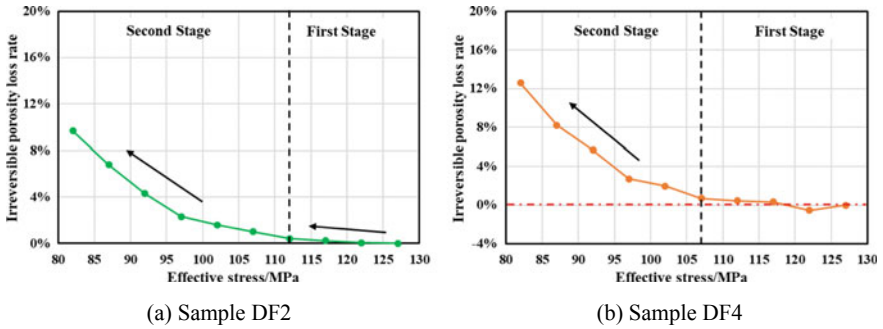 Second Stage First Stage
Irreversible porosity loss rate
20%
16%
12%
8%
4%
0%
80 85 90 95 100 105 110 115 120 125 130
Effective stress/MPa
(a) Sample DF2
Second Stage First Stage
Irreversible porosity loss rate
20%
16%
12%
8%
4%
0%
-4%
80 85 90 95 100 105 110 115 120 125 130
Effective stress/MPa
(b) Sample DF4